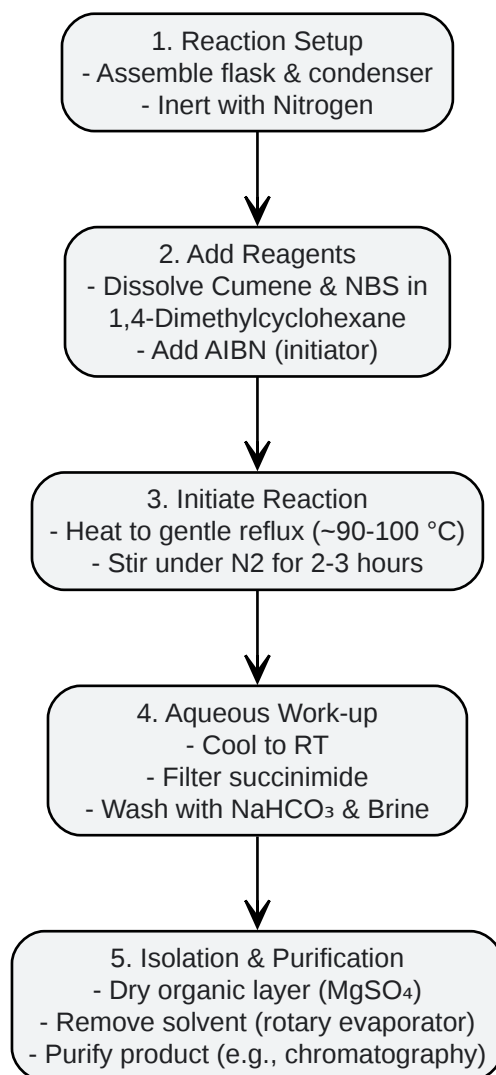 1. Reaction Setup
- Assemble flask & condenser
- Inert with Nitrogen
2. Add Reagents
- Dissolve Cumene & NBS in
1,4-Dimethylcyclohexane
- Add AIBN (initiator)
3. Initiate Reaction
- Heat to gentle reflux (~90-100 °C)
- Stir under N2 for 2-3 hours
4. Aqueous Work-up
- Cool to RT
- Filter succinimide
- Wash with NaHCO₃ & Brine
5. Isolation & Purification
- Dry organic layer (MgSO₄)
- Remove solvent (rotary evaporator)
- Purify product (e.g., chromatography)